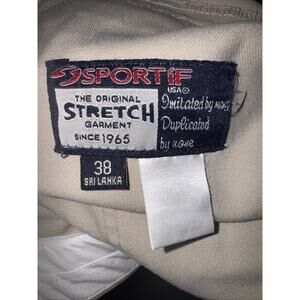 SPORTIF
USA
THE ORIGINAL
STRETCH
GARMENT
SINCE 1965
Imitated by many
Duplicated
by none
38
SRI LANKA